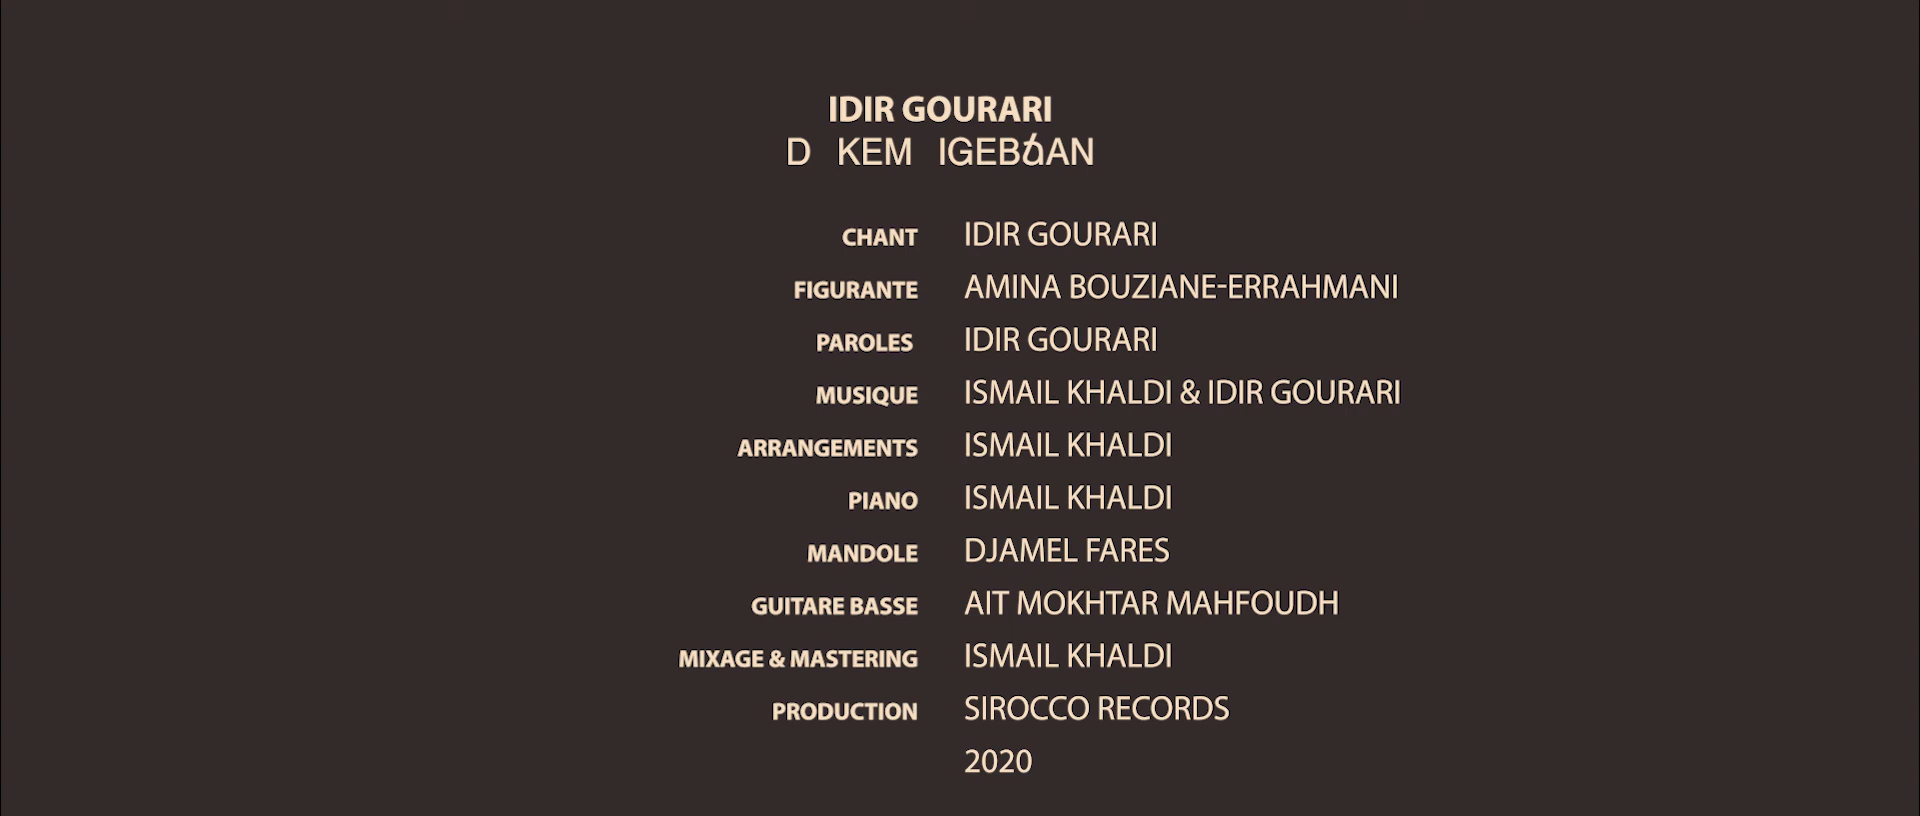 IDIR GOURARI
D KEM IGEBƔAN
CHANT IDIR GOURARI
FIGURANTE AMINA BOUZIANE-ERRAHMANI
PAROLES IDIR GOURARI
MUSIQUE ISMAIL KHALDI & IDIR GOURARI
ARRANGEMENTS ISMAIL KHALDI
PIANO ISMAIL KHALDI
MANDOLE DJAMEL FARES
GUITARE BASSE AIT MOKHTAR MAHFOUDH
MIXAGE & MASTERING ISMAIL KHALDI
PRODUCTION SIROCCO RECORDS
2020